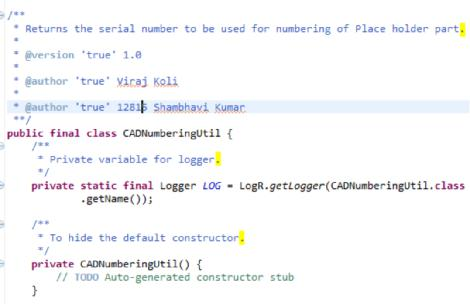 /**
 * Returns the serial number to be used for numbering of Place holder part.
 *
 * @version 'true' 1.0
 *
 * @author 'true' Viraj Koli
 *
 * @author 'true' 12816 Shambhavi Kumar
 **/
public final class CADNumberingUtil {
    /**
     * Private variable for logger.
     */
    private static final Logger LOG = LogR.getLogger(CADNumberingUtil.class
            .getName());

    /**
     * To hide the default constructor.
     */
    private CADNumberingUtil() {
        // TODO Auto-generated constructor stub
    }